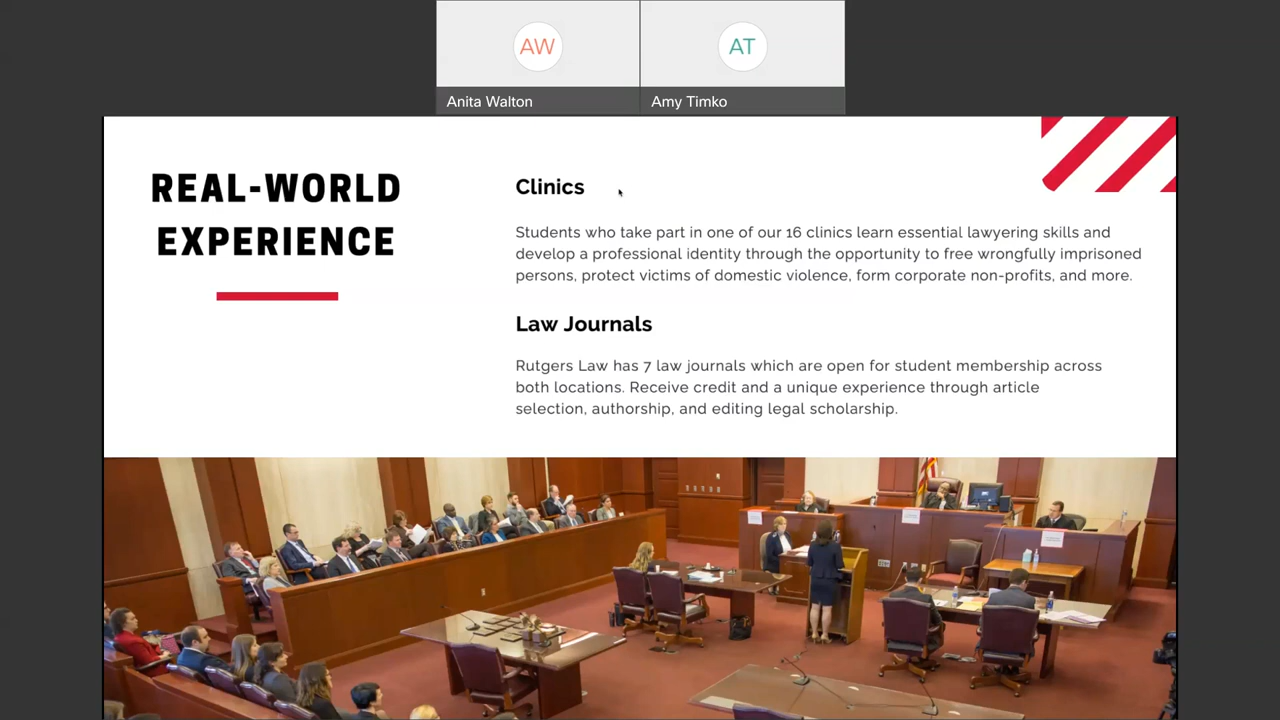 AW
AT
Anita Walton
Amy Timko
REAL-WORLD
EXPERIENCE
Clinics
Students who take part in one of our 16 clinics learn essential lawyering skills and
develop a professional identity through the opportunity to free wrongfully imprisoned
persons, protect victims of domestic violence, form corporate non-profits, and more.
Law Journals
Rutgers Law has 7 law journals which are open for student membership across
both locations. Receive credit and a unique experience through article
selection, authorship, and editing legal scholarship.